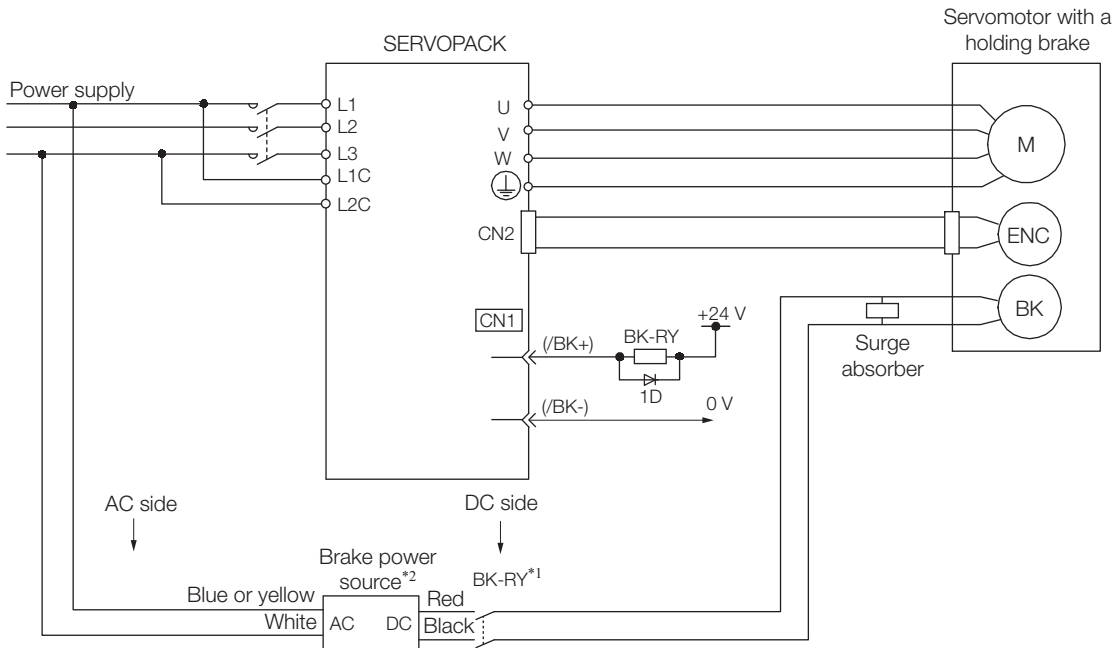 Servomotor with a
holding brake
SERVOPACK
Power supply
L1
L2
L3
L1C
L2C
U
V
W
M
CN2
ENC
CN1
BK
(/BK+)
BK-RY
+24 V
1D
Surge
absorber
(/BK-)
0 V
AC side
DC side
Brake power
source*2
BK-RY*1
Blue or yellow
White
AC
DC
Red
Black